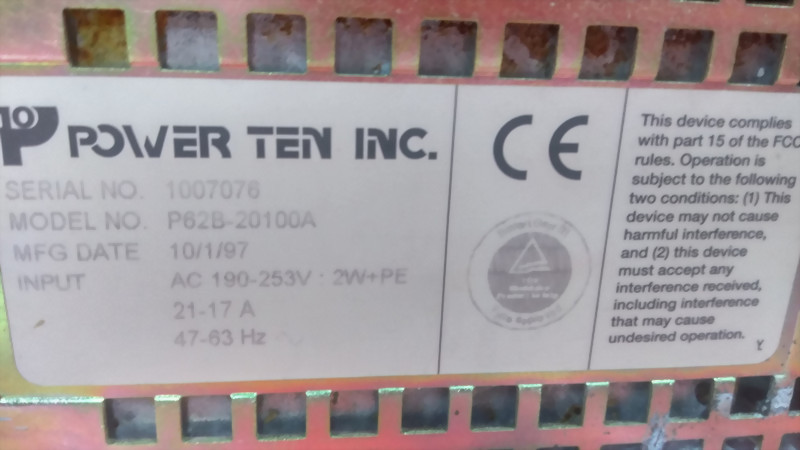 10P POWER TEN INC.
SERIAL NO. 1007076
MODEL NO. P62B-20100A
MFG DATE 10/1/97
INPUT AC 190-253V : 2W+PE
21-17 A
47-63 Hz
CE
This device complies
with part 15 of the FCC
rules. Operation is
subject to the following
two conditions: (1) This
device may not cause
harmful interference,
and (2) this device
must accept any
interference received,
including interference
that may cause
undesired operation.
Y